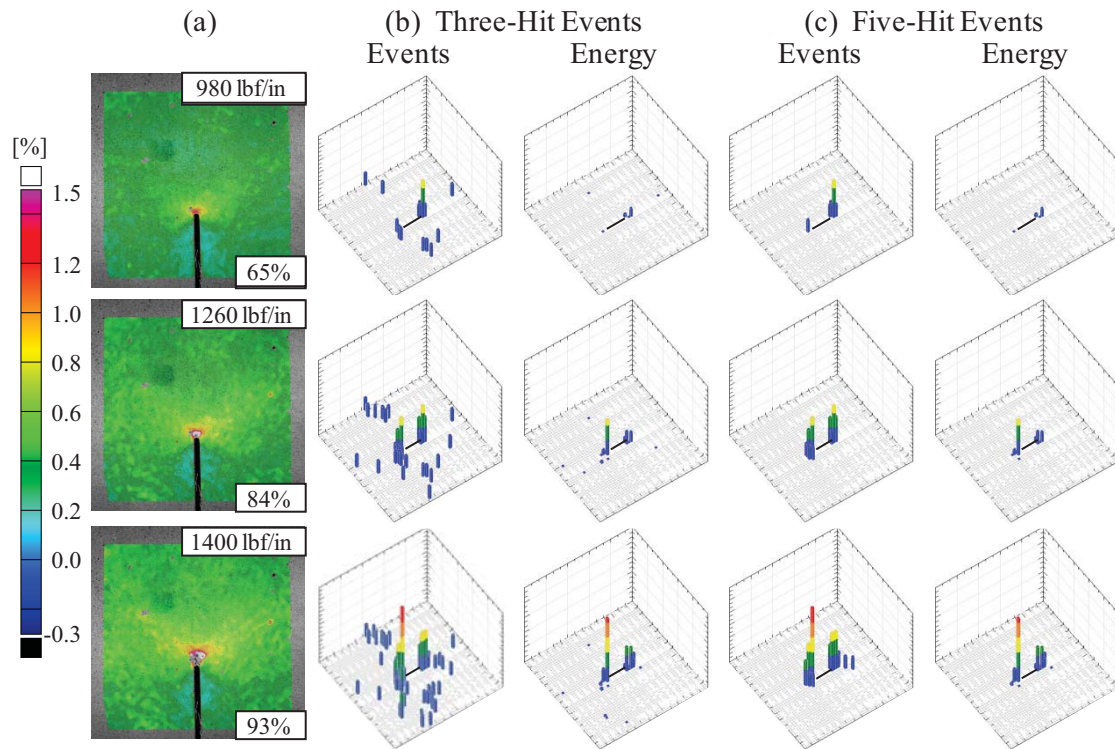 (a) (b) Three-Hit Events (c) Five-Hit Events
Events Energy Events Energy
980 lbf/in
[%]
1.5
1.2
1.0
0.8
0.6
0.4
0.2
0.0
-0.3
65%
1260 lbf/in
84%
1400 lbf/in
93%